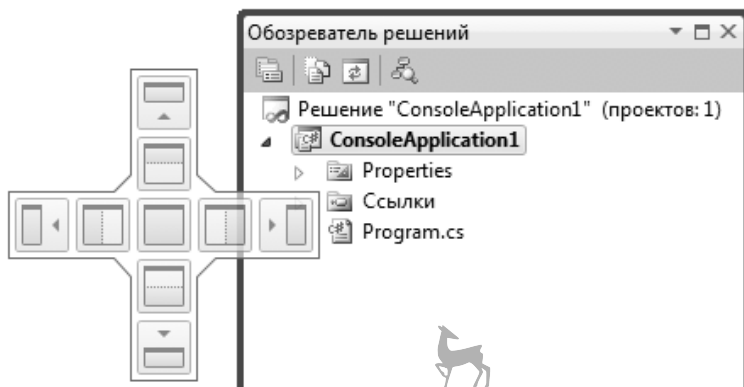 Обозреватель решений
Решение "ConsoleApplication1" (проектов: 1)
C# ConsoleApplication1
Properties
Ссылки
C# Program.cs